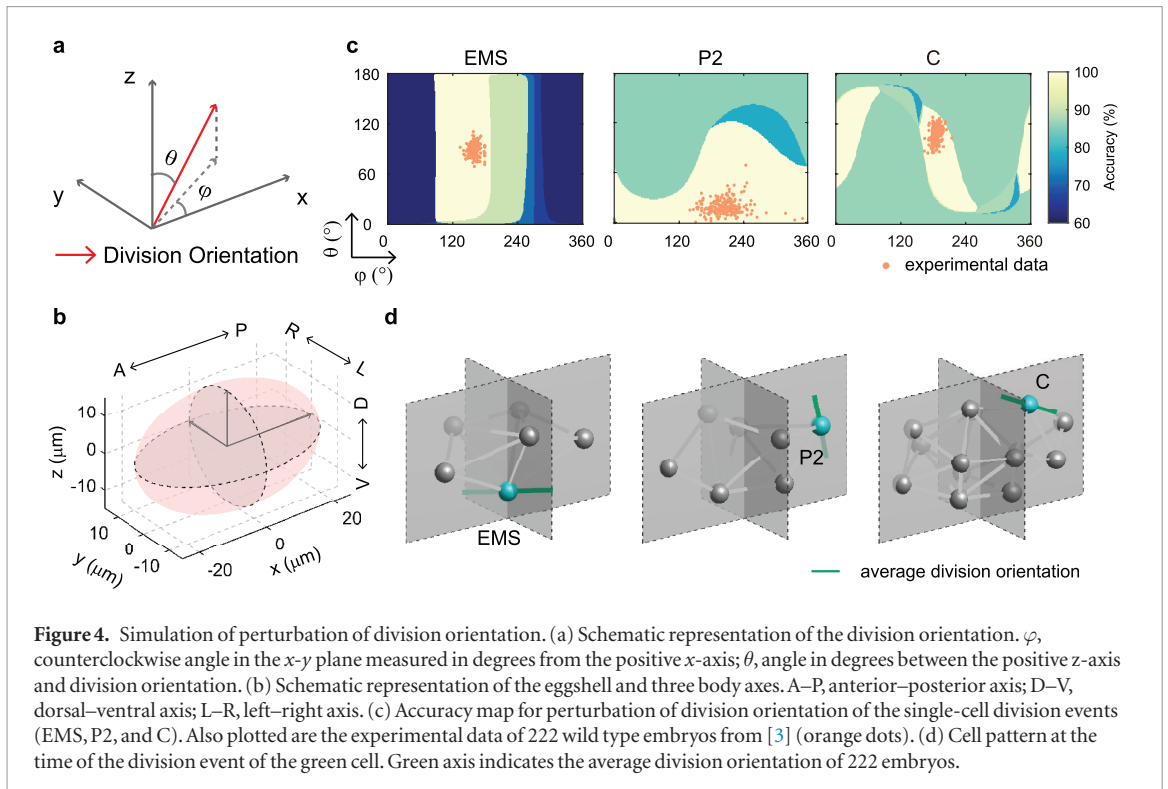 a
z
θ
φ
y
x
Division Orientation
c
EMS
P2
C
180
120
60
0
0 120 240 360
0 120 240 360
0 120 240 360
θ (°)
φ (°)
100
90
80
70
60
Accuracy (%)
experimental data
b
A
P
R
L
D
V
z (μm)
10
0
-10
y (μm)
10
0
-10
x (μm)
-20
0
20
d
EMS
P2
C
average division orientation
Figure 4. Simulation of perturbation of division orientation. (a) Schematic representation of the division orientation. φ,
counterclockwise angle in the x-y plane measured in degrees from the positive x-axis; θ, angle in degrees between the positive z-axis
and division orientation. (b) Schematic representation of the eggshell and three body axes. A–P, anterior–posterior axis; D–V,
dorsal–ventral axis; L–R, left–right axis. (c) Accuracy map for perturbation of division orientation of the single-cell division events
(EMS, P2, and C). Also plotted are the experimental data of 222 wild type embryos from [3] (orange dots). (d) Cell pattern at the
time of the division event of the green cell. Green axis indicates the average division orientation of 222 embryos.